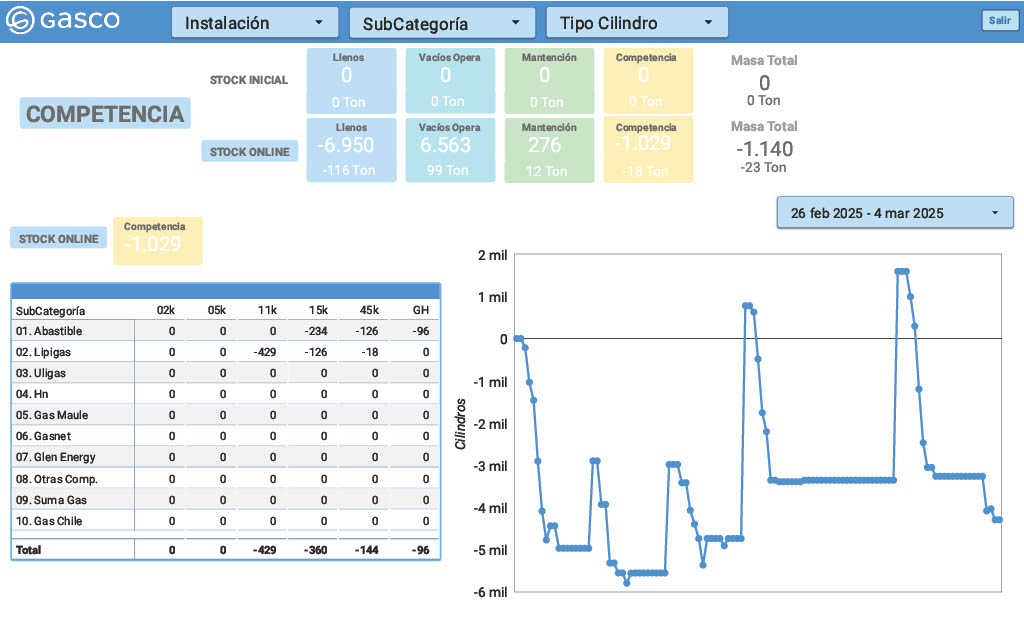 GASCO
Instalación
SubCategoría
Tipo Cilindro
Salir
COMPETENCIA
STOCK INICIAL
Llenos
0
0 Ton
Vacíos Opera
0
0 Ton
Mantención
0
0 Ton
Competencia
0
0 Ton
Masa Total
0
0 Ton
STOCK ONLINE
Llenos
-6.950
-116 Ton
Vacíos Opera
6.563
99 Ton
Mantención
276
12 Ton
Competencia
-1.029
-18 Ton
Masa Total
-1.140
-23 Ton
26 feb 2025 - 4 mar 2025
STOCK ONLINE
Competencia
-1.029
SubCategoría 02k 05k 11k 15k 45k GH
01. Abastible 0 0 0 -234 -126 -96
02. Lipigas 0 0 -429 -126 -18 0
03. Uligas 0 0 0 0 0 0
04. Hn 0 0 0 0 0 0
05. Gas Maule 0 0 0 0 0 0
06. Gasnet 0 0 0 0 0 0
07. Glen Energy 0 0 0 0 0 0
08. Otras Comp. 0 0 0 0 0 0
09. Suma Gas 0 0 0 0 0 0
10. Gas Chile 0 0 0 0 0 0
Total 0 0 -429 -360 -144 -96
Cilindros
2 mil
1 mil
0
-1 mil
-2 mil
-3 mil
-4 mil
-5 mil
-6 mil